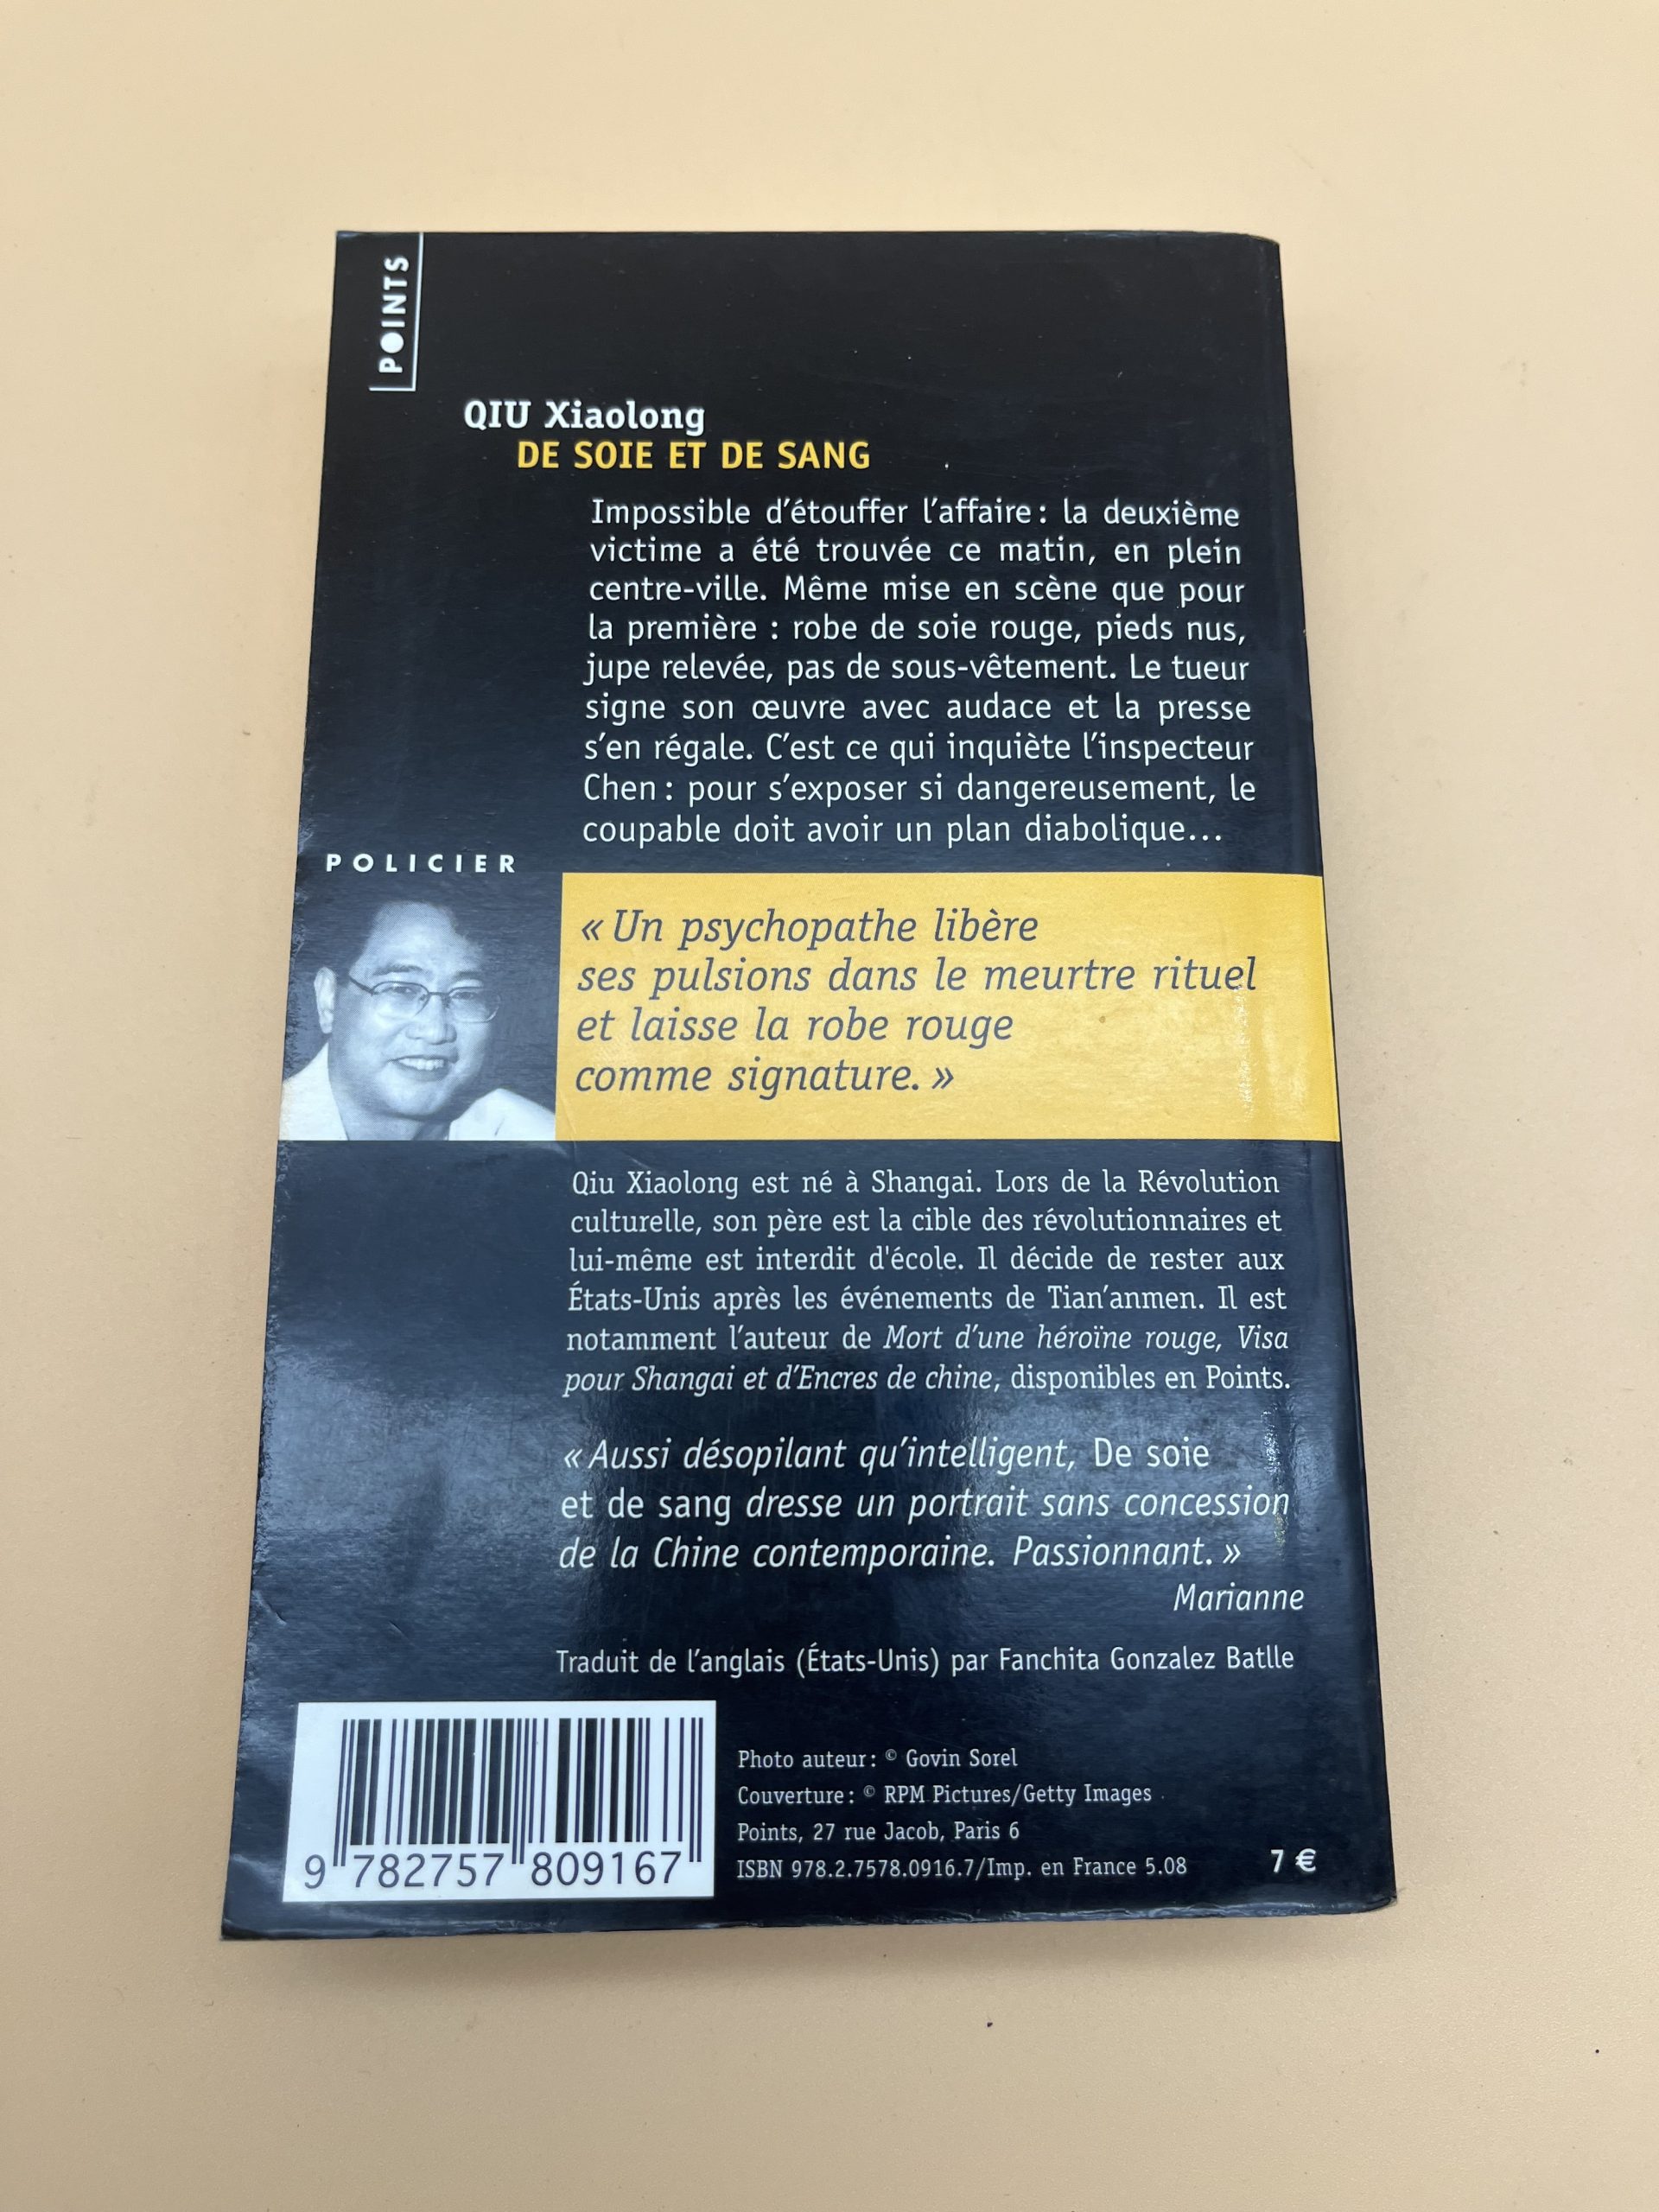 POINTS
QIU Xiaolong
DE SOIE ET DE SANG
Impossible d’étouffer l’affaire : la deuxième
victime a été trouvée ce matin, en plein
centre-ville. Même mise en scène que pour
la première : robe de soie rouge, pieds nus,
jupe relevée, pas de sous-vêtement. Le tueur
signe son œuvre avec audace et la presse
s’en régale. C’est ce qui inquiète l’inspecteur
Chen : pour s’exposer si dangereusement, le
coupable doit avoir un plan diabolique...
POLICIER
« Un psychopathe libère
ses pulsions dans le meurtre rituel
et laisse la robe rouge
comme signature. »
Qiu Xiaolong est né à Shangai. Lors de la Révolution
culturelle, son père est la cible des révolutionnaires et
lui-même est interdit d'école. Il décide de rester aux
États-Unis après les événements de Tian’anmen. Il est
notamment l’auteur de Mort d’une héroïne rouge, Visa
pour Shangai et d’Encres de chine, disponibles en Points.
« Aussi désopilant qu’intelligent, De soie
et de sang dresse un portrait sans concession
de la Chine contemporaine. Passionnant. »
Marianne
Traduit de l’anglais (États-Unis) par Fanchita Gonzalez Batlle
Photo auteur : © Govin Sorel
Couverture : © RPM Pictures/Getty Images
Points, 27 rue Jacob, Paris 6
ISBN 978.2.7578.0916.7/Imp. en France 5.08
7 €
9 782757 809167